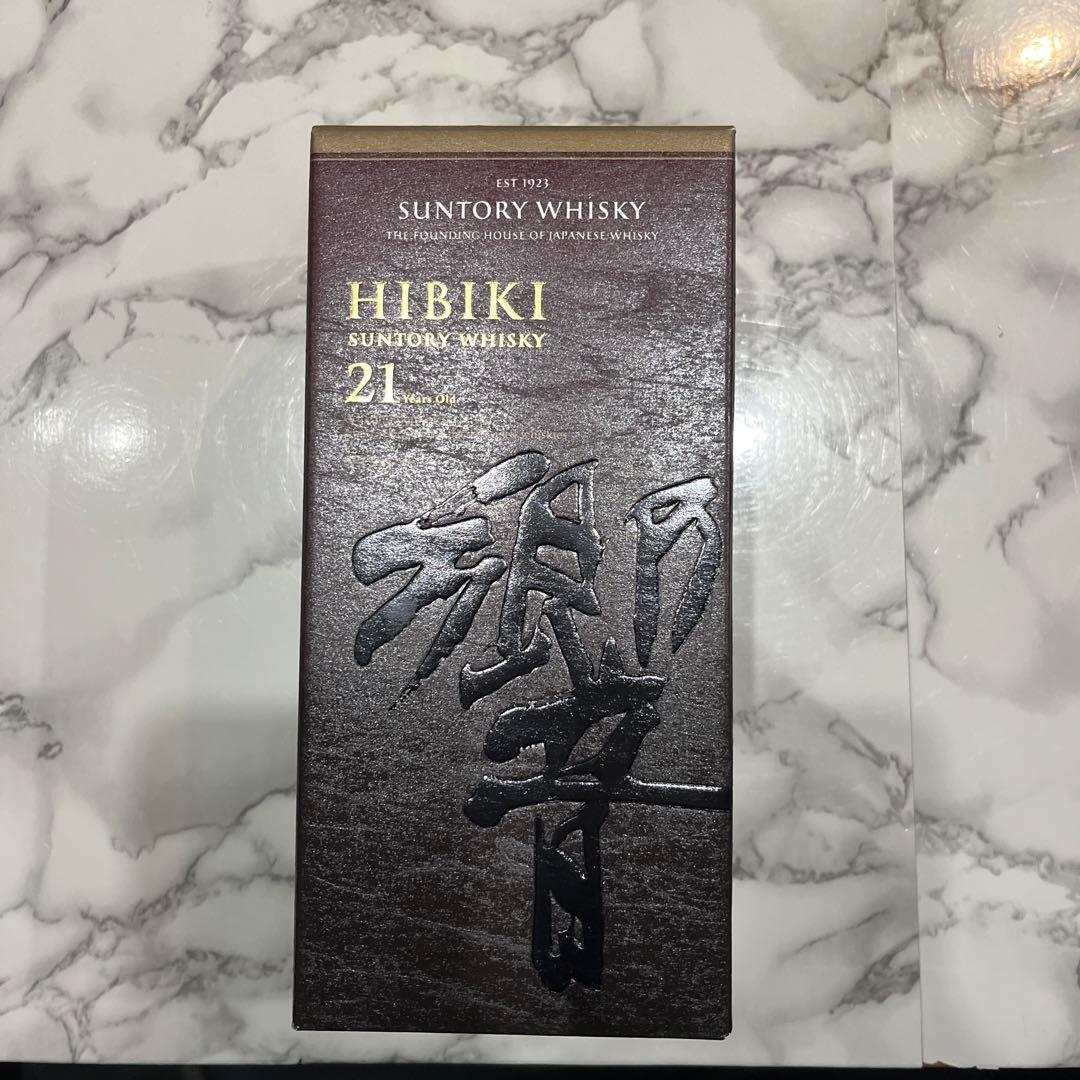 EST 1923
SUNTORY WHISKY
THE FOUNDING HOUSE OF JAPANESE WHISKY
HIBIKI
SUNTORY WHISKY
21 Years Old
響